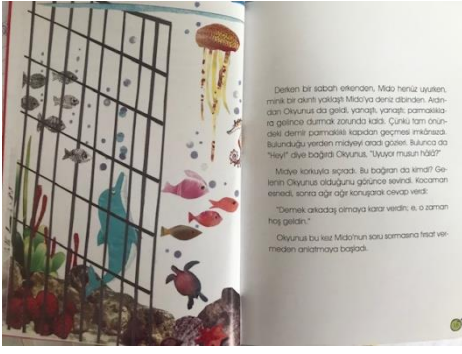 Derken bir sabah erkenden, Mido henüz uyurken,
minik bir akıntı yaklaştı Mido'ya deniz dibinden. Ardın-
dan Okyunus da geldi, yanaştı, yanaştı, parmaklıkla-
ra gelince durmak zorunda kaldı. Çünkü tam önün-
deki demir parmaklıklı kapıdan geçmesi imkânsızdı.
Bulunduğu yerden midyeyi aradı gözleri. Bulunca da
"Hey!" diye bağırdı Okyunus, "Uyuyor musun hâlâ?"
Midye korkuyla sıçradı. Bu bağıran da kimdi? Ge-
lenin Okyunus olduğunu görünce sevindi. Kocaman
esnedi, sonra ağır ağır konuşarak cevap verdi:
"Demek arkadaş olmaya karar verdin; e, o zaman
hoş geldin."
Okyunus bu kez Mido'nun soru sormasına fırsat ver-
meden anlatmaya başladı.